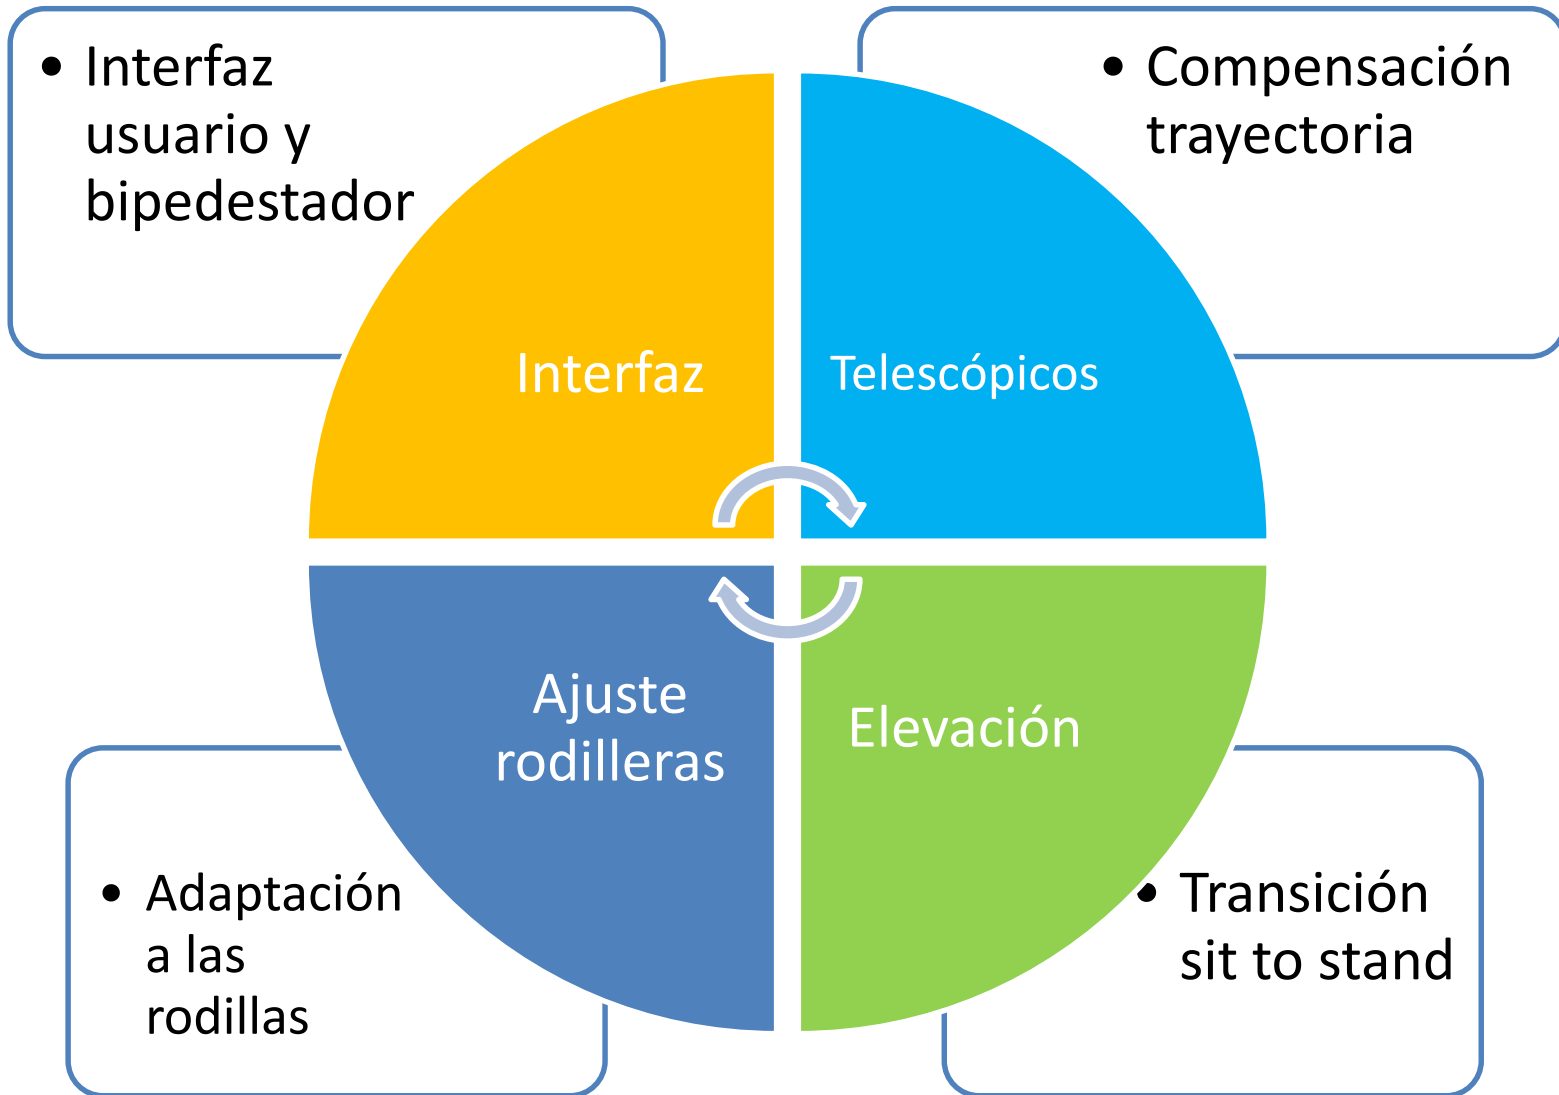 • Interfaz
usuario y
bipedestador
• Compensación
trayectoria
Interfaz
Telescópicos
Ajuste
rodilleras
Elevación
• Adaptación
a las
rodillas
• Transición
sit to stand